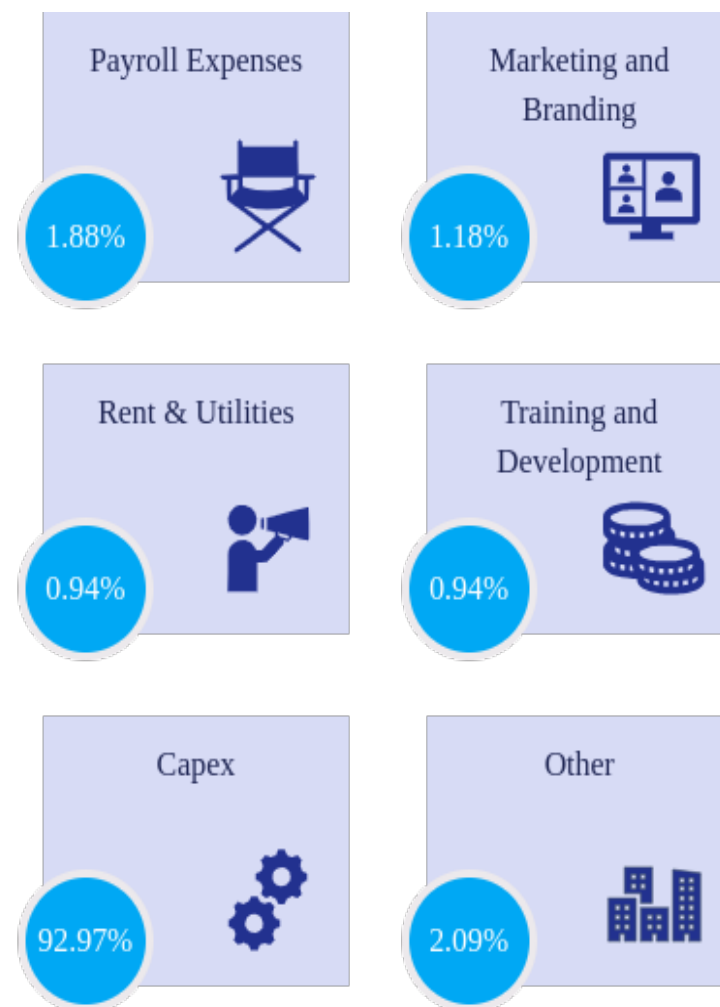 Payroll Expenses
1.88%
Marketing and
Branding
1.18%
Rent & Utilities
0.94%
Training and
Development
0.94%
Capex
92.97%
Other
2.09%